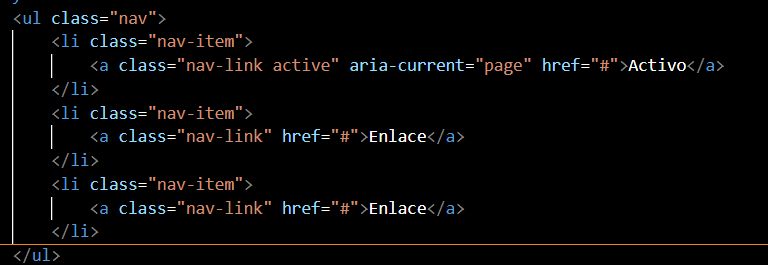 <ul class="nav">
<li class="nav-item">
<a class="nav-link active" aria-current="page" href="#">Activo</a>
</li>
<li class="nav-item">
<a class="nav-link" href="#">Enlace</a>
</li>
<li class="nav-item">
<a class="nav-link" href="#">Enlace</a>
</li>
</ul>